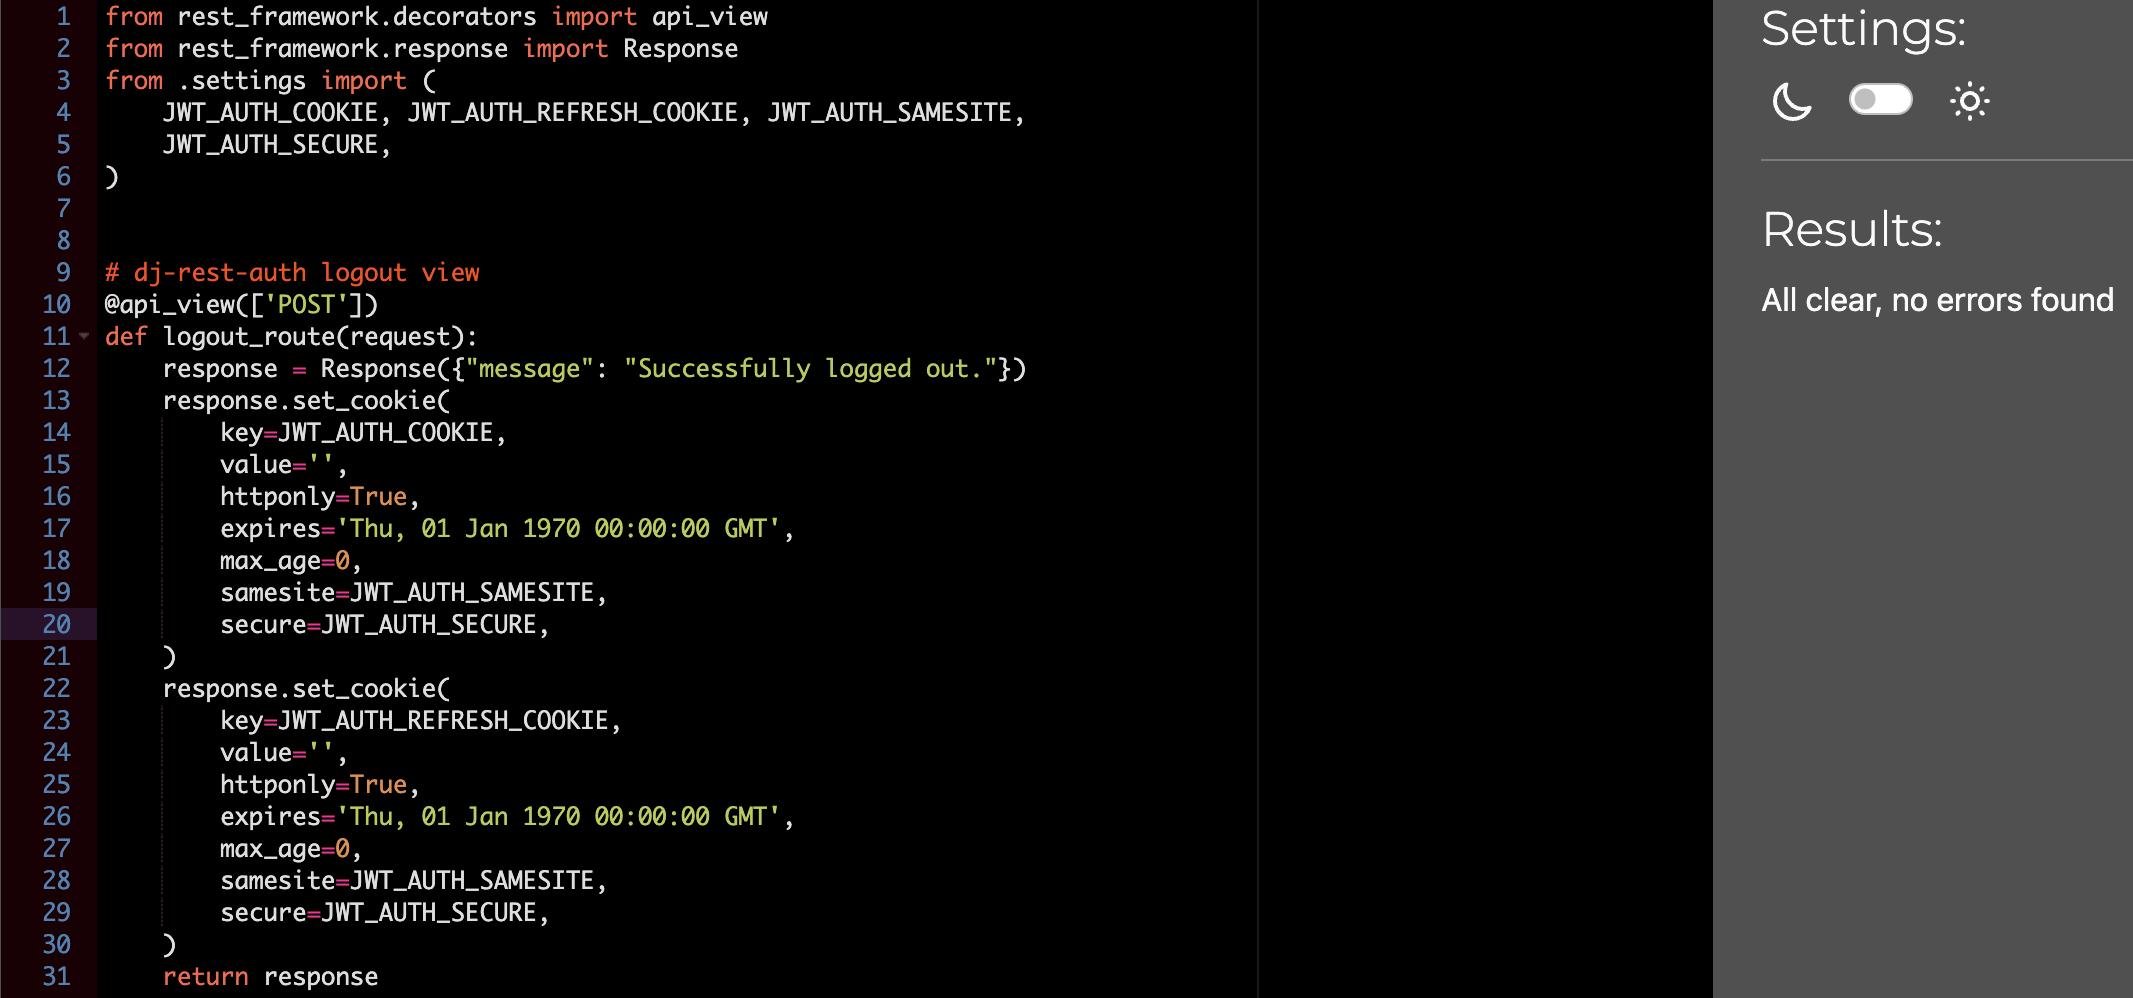 1 from rest_framework.decorators import api_view
2 from rest_framework.response import Response
3 from .settings import (
4     JWT_AUTH_COOKIE, JWT_AUTH_REFRESH_COOKIE, JWT_AUTH_SAMESITE,
5     JWT_AUTH_SECURE,
6 )
7
8
9 # dj-rest-auth logout view
10 @api_view(['POST'])
11 def logout_route(request):
12     response = Response({"message": "Successfully logged out."})
13     response.set_cookie(
14         key=JWT_AUTH_COOKIE,
15         value='',
16         httponly=True,
17         expires='Thu, 01 Jan 1970 00:00:00 GMT',
18         max_age=0,
19         samesite=JWT_AUTH_SAMESITE,
20         secure=JWT_AUTH_SECURE,
21     )
22     response.set_cookie(
23         key=JWT_AUTH_REFRESH_COOKIE,
24         value='',
25         httponly=True,
26         expires='Thu, 01 Jan 1970 00:00:00 GMT',
27         max_age=0,
28         samesite=JWT_AUTH_SAMESITE,
29         secure=JWT_AUTH_SECURE,
30     )
31     return response
Settings:
Results:
All clear, no errors found